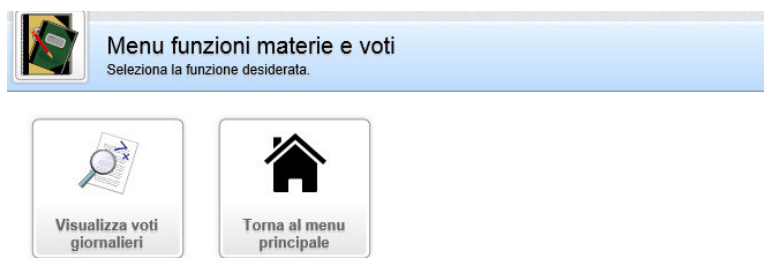 Menu funzioni materie e voti
Seleziona la funzione desiderata.
Visualizza voti
giornalieri
Torna al menu
principale